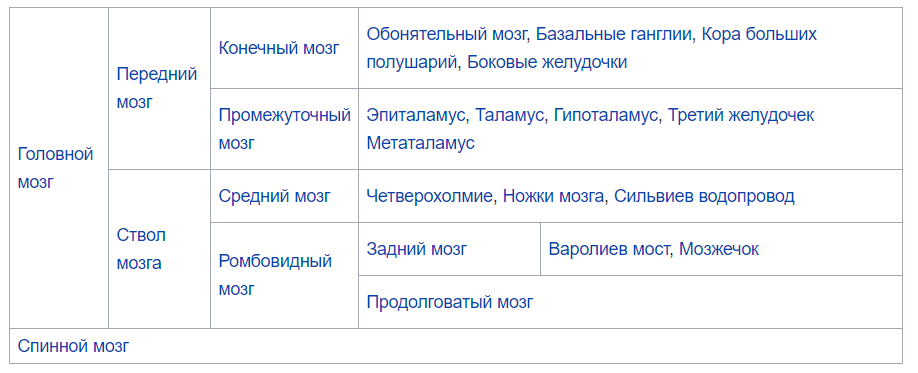 Головной
мозг
Передний
мозг
Конечный мозг
Обонятельный мозг, Базальные ганглии, Кора больших
полушарий, Боковые желудочки
Промежуточный
мозг
Эпиталамус, Таламус, Гипоталамус, Третий желудочек
Метаталамус
Ствол
мозга
Средний мозг
Четверохолмие, Ножки мозга, Сильвиев водопровод
Ромбовидный
мозг
Задний мозг
Варолиев мост, Мозжечок
Продолговатый мозг
Спинной мозг